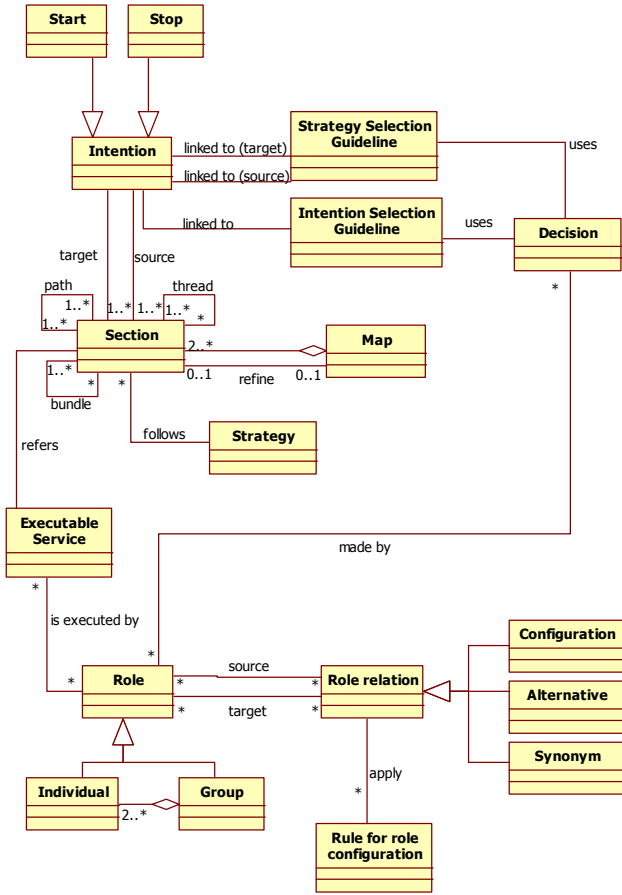 Start
Stop
Intention
linked to (target)
linked to (source)
Strategy Selection
Guideline
uses
linked to
Intention Selection
Guideline
uses
Decision
*
target
source
path
thread
1..*
1..*
1..*
1..*
1..*
*
Section
2..*
Map
0..1
refine
0..1
1..*
*
*
bundle
follows
Strategy
refers
Executable
Service
*
made by
is executed by
*
*
Role
*
source
*
Role relation
*
target
*
Configuration
Alternative
Synonym
apply
*
Individual
2..*
Group
Rule for role
configuration